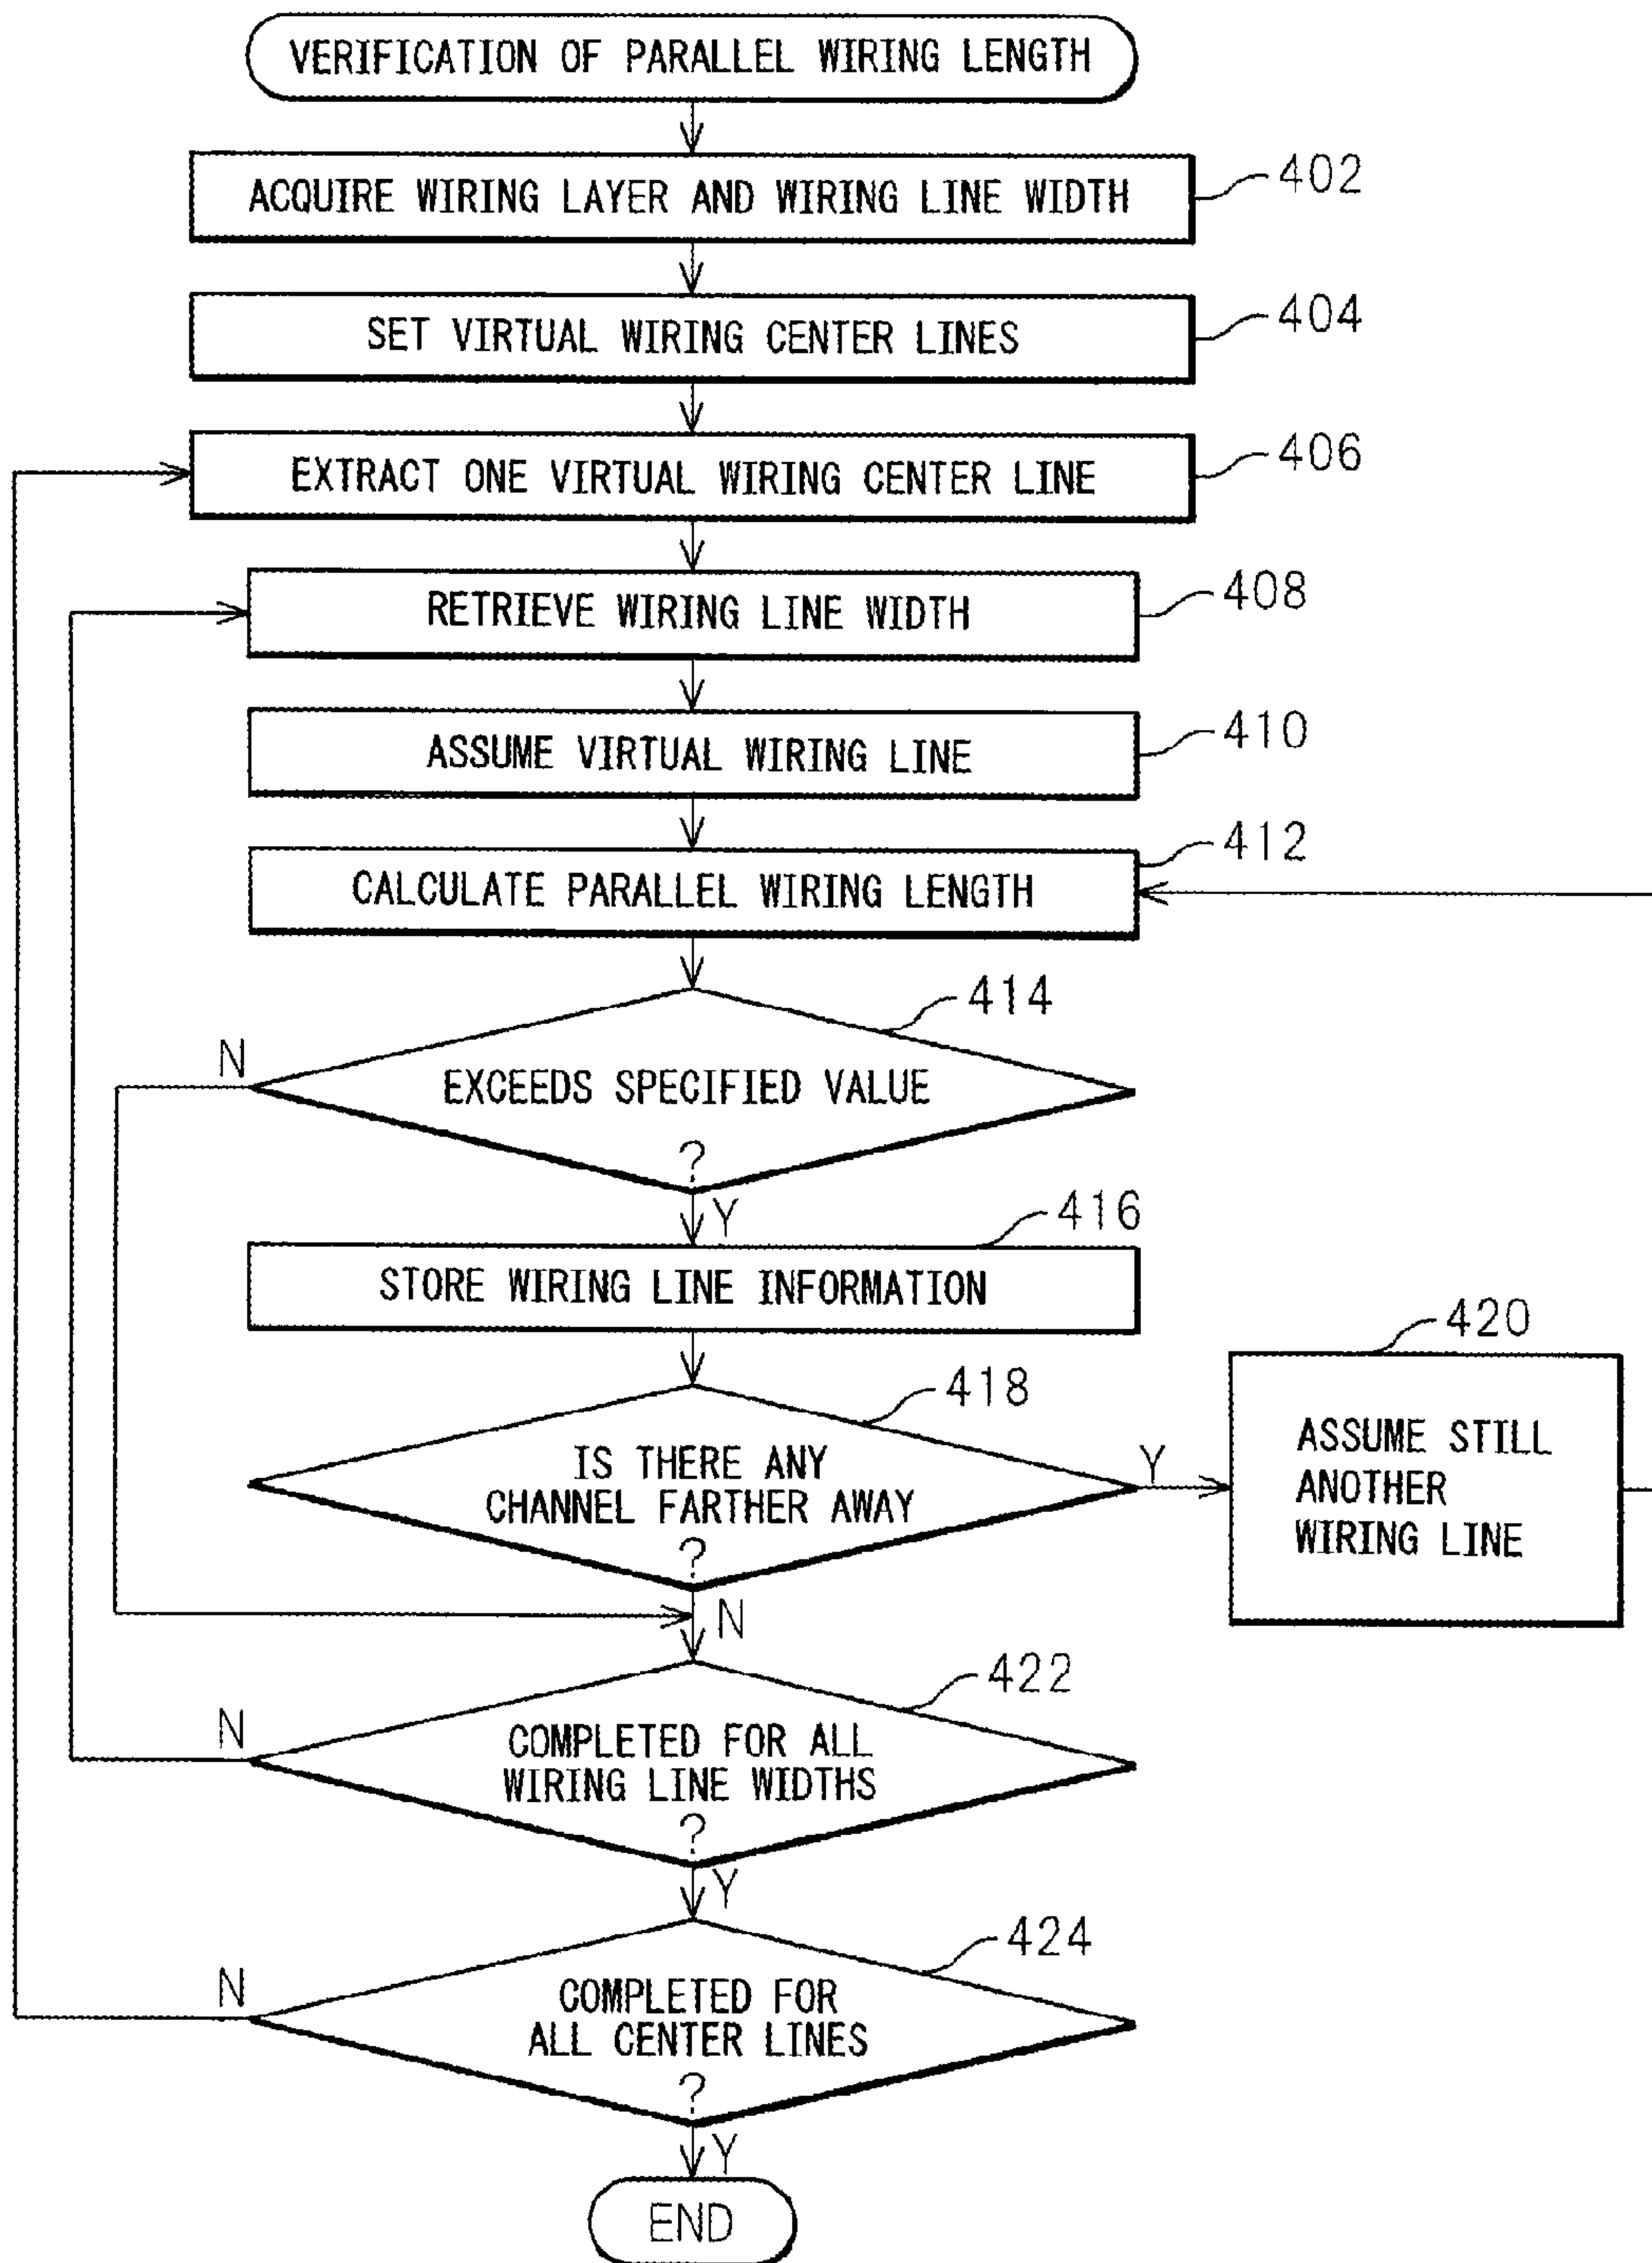 VERIFICATION OF PARALLEL WIRING LENGTH
ACQUIRE WIRING LAYER AND WIRING LINE WIDTH
402
SET VIRTUAL WIRING CENTER LINES
404
EXTRACT ONE VIRTUAL WIRING CENTER LINE
406
RETRIEVE WIRING LINE WIDTH
408
ASSUME VIRTUAL WIRING LINE
410
CALCULATE PARALLEL WIRING LENGTH
412
414
N
EXCEEDS SPECIFIED VALUE
?
Y
416
STORE WIRING LINE INFORMATION
418
IS THERE ANY
CHANNEL FARTHER AWAY
?
Y
N
420
ASSUME STILL
ANOTHER
WIRING LINE
422
N
COMPLETED FOR ALL
WIRING LINE WIDTHS
?
Y
424
N
COMPLETED FOR
ALL CENTER LINES
?
Y
END